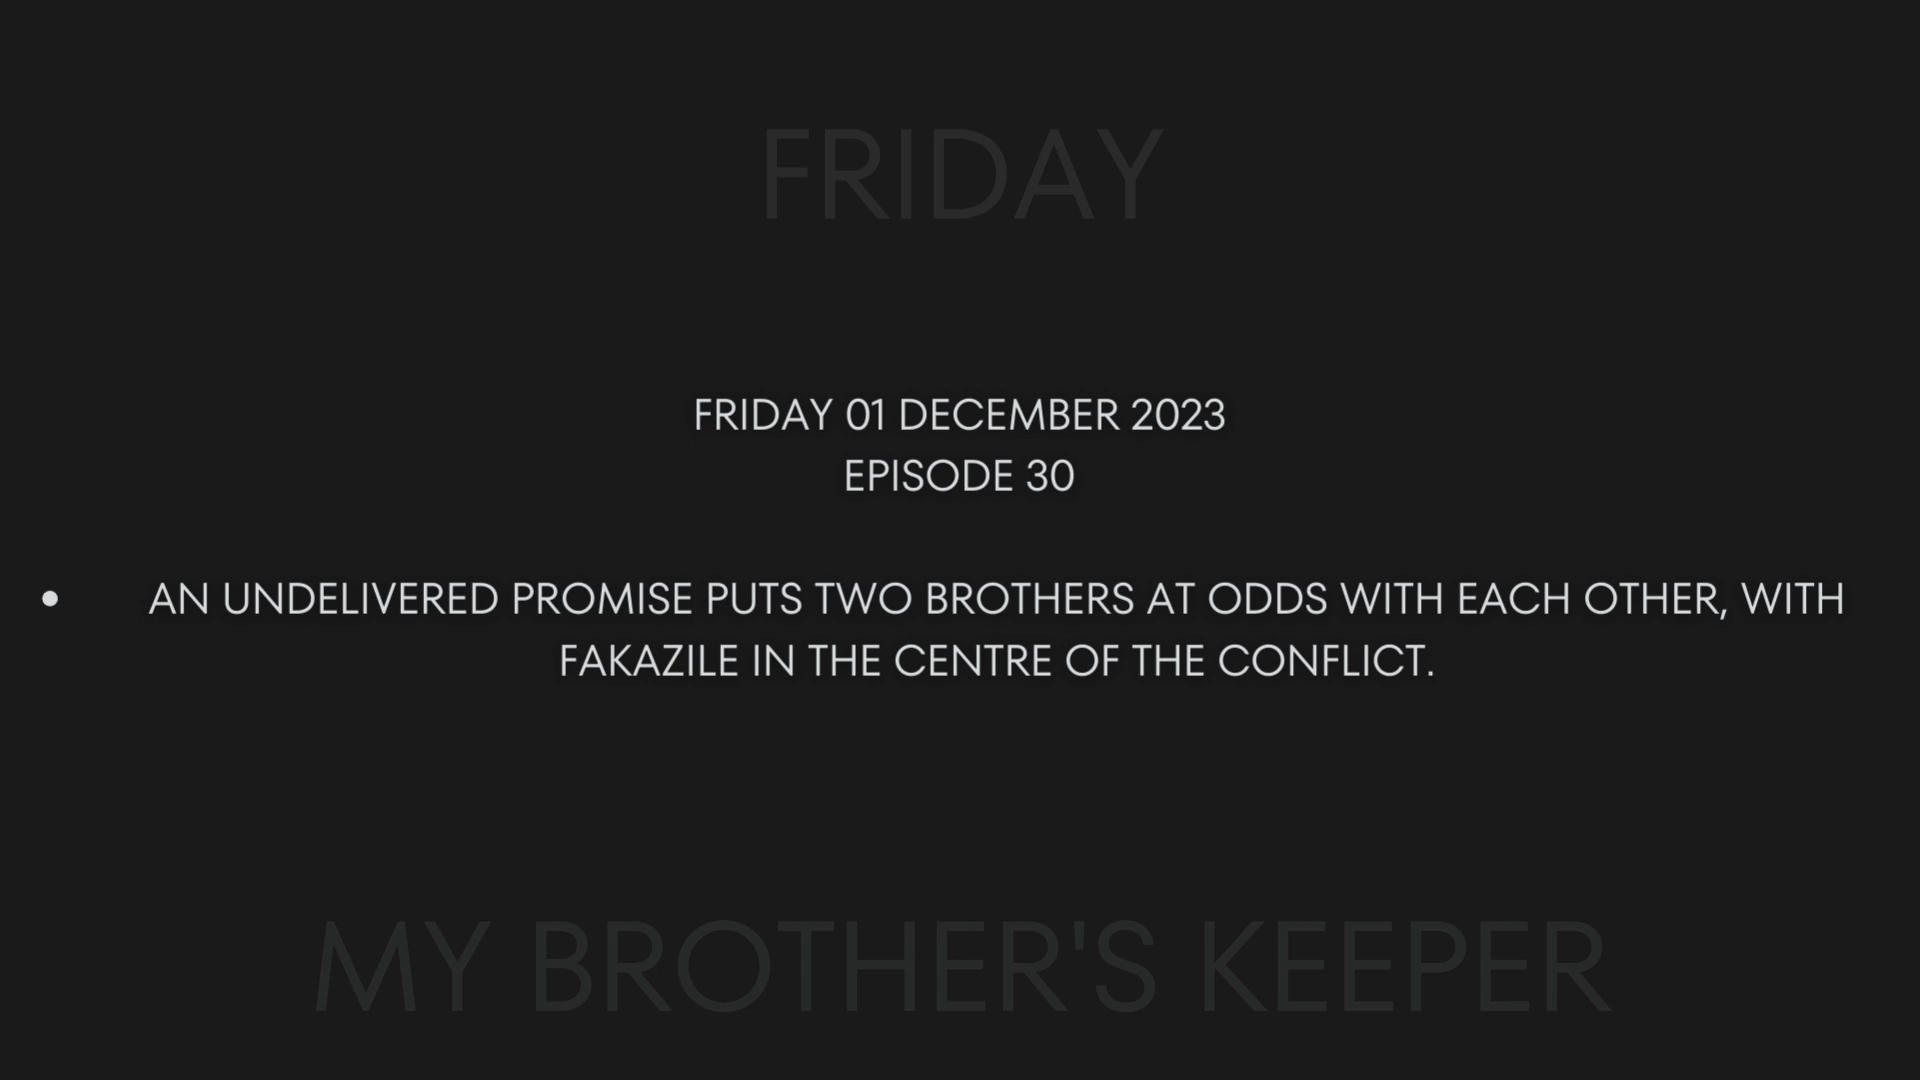 FRIDAY
FRIDAY 01 DECEMBER 2023
EPISODE 30
• AN UNDELIVERED PROMISE PUTS TWO BROTHERS AT ODDS WITH EACH OTHER, WITH
FAKAZILE IN THE CENTRE OF THE CONFLICT.
MY BROTHER'S KEEPER